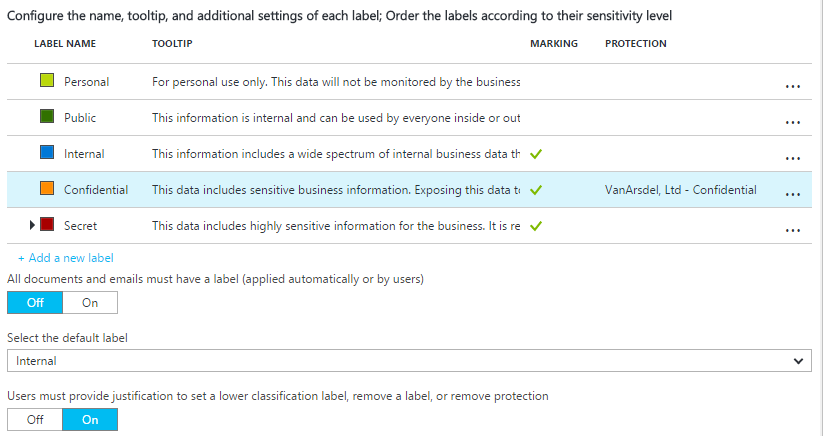 Configure the name, tooltip, and additional settings of each label; Order the labels according to their sensitivity level
LABEL NAME TOOLTIP MARKING PROTECTION
Personal For personal use only. This data will not be monitored by the business ...
Public This information is internal and can be used by everyone inside or out ...
Internal This information includes a wide spectrum of internal business data th ✓ ...
Confidential This data includes sensitive business information. Exposing this data to ✓ VanArsdel, Ltd - Confidential ...
Secret This data includes highly sensitive information for the business. It is re ✓ ...
+ Add a new label
All documents and emails must have a label (applied automatically or by users)
Off On
Select the default label
Internal
Users must provide justification to set a lower classification label, remove a label, or remove protection
Off On